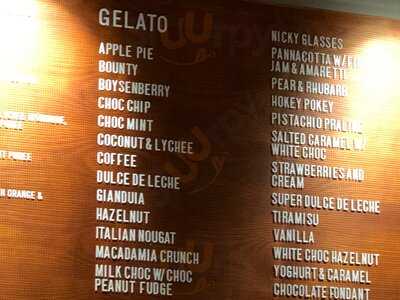 GELATO
APPLE PIE
BOUNTY
BOYSENBERRY
CHOC CHIP
CHOC MINT
COCONUT & LYCHEE
COFFEE
DULCE DE LECHE
GIANDUIA
HAZELNUT
ITALIAN NOUGAT
MACADAMIA CRUNCH
MILK CHOC W/ CHOC
PEANUT FUDGE
NICKY GLASSES
PANNACOTTA W/
JAM & AMARETTI
PEAR & RHUBARB
HOKEY POKEY
PISTACHIO PRALINE
SALTED CARAMEL W/
WHITE CHOC
STRAWBERRIES AND
CREAM
SUPER DULCE DE LECHE
TIRAMISU
VANILLA
WHITE CHOC HAZELNUT
YOGHURT & CARAMEL
CHOCOLATE FONDANT